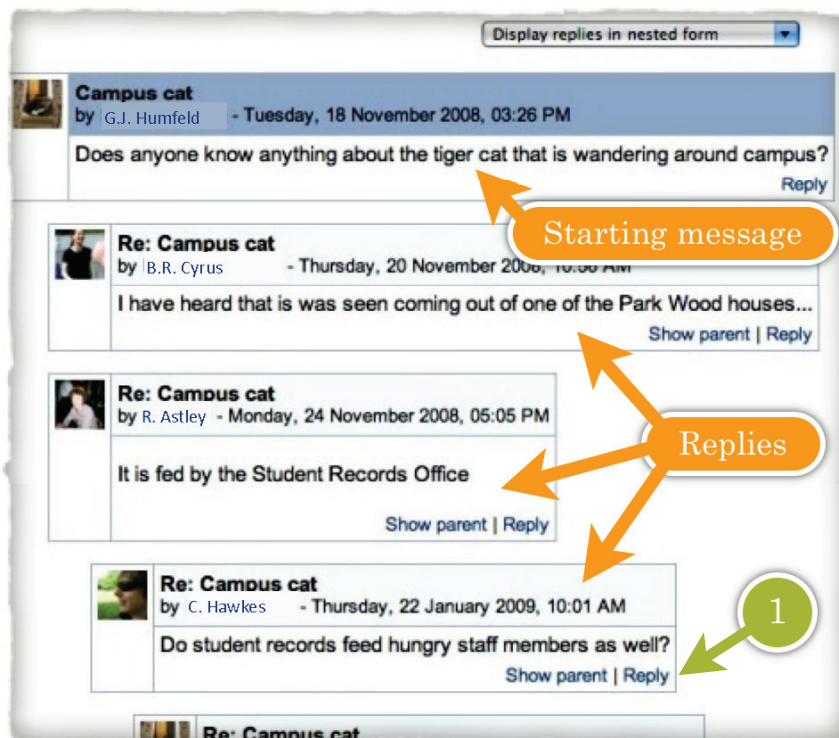 Display replies in nested form
Campus cat
by G.J. Humfeld - Tuesday, 18 November 2008, 03:26 PM
Does anyone know anything about the tiger cat that is wandering around campus?
Reply
Starting message
Re: Campus cat
by B.R. Cyrus - Thursday, 20 November 2008, 10:56 AM
I have heard that is was seen coming out of one of the Park Wood houses...
Show parent | Reply
Re: Campus cat
by R. Astley - Monday, 24 November 2008, 05:05 PM
Replies
It is fed by the Student Records Office
Show parent | Reply
Re: Campus cat
by C. Hawkes - Thursday, 22 January 2009, 10:01 AM
1
Do student records feed hungry staff members as well?
Show parent | Reply
Re: Campus cat